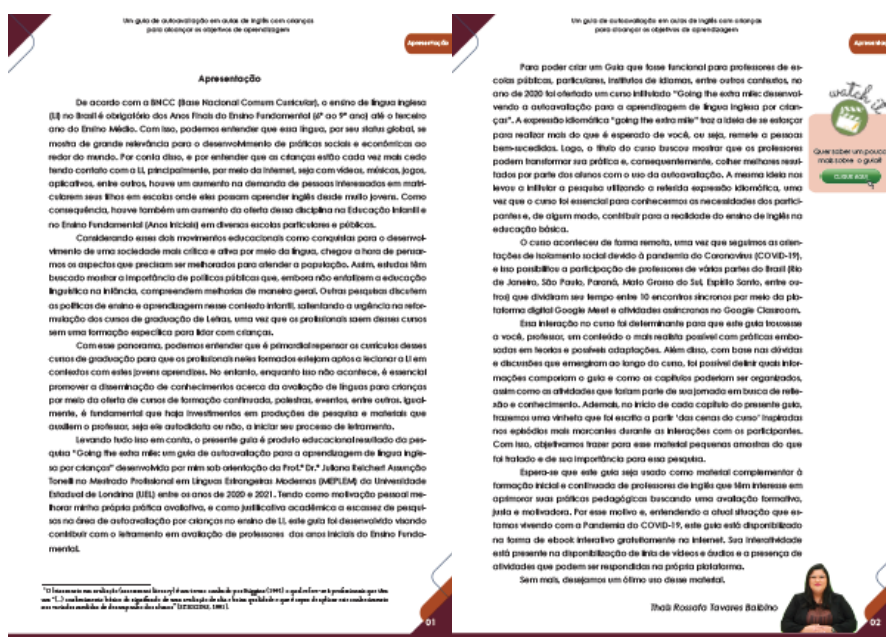 Um guia de autoavaliação em aulas de inglês com crianças
para alcançar os objetivos de aprendizagem
Apresentação
Apresentação
De acordo com a BNCC (Base Nacional Comum Curricular), o ensino de língua inglesa
(LI) no Brasil é obrigatório dos Anos Finais do Ensino Fundamental (6º ao 9º ano) até o terceiro
ano do Ensino Médio. Com isso, podemos entender que essa língua, por seu status global, se
mostra de grande relevância para o desenvolvimento de práticas sociais e econômicas ao
redor do mundo. Por conta disso, e por entender que as crianças estão cada vez mais cedo
tendo contato com a LI, principalmente, por meio da internet, seja com vídeos, músicas, jogos,
aplicativos, entre outros, houve um aumento na demanda de pessoas interessadas em matri-
cularem seus filhos em escolas onde eles possam aprender inglês desde muito jovens. Como
consequência, houve também um aumento da oferta dessa disciplina na Educação Infantil e
no Ensino Fundamental (Anos Iniciais) em diversas escolas particulares e públicas.
Considerando esses dois movimentos educacionais como conquistas para o desenvol-
vimento de uma sociedade mais crítica e ativa por meio da língua, chegou a hora de pensar-
mos os aspectos que precisam ser melhorados para atender a população. Assim, estudos têm
buscado mostrar a importância de políticas públicas que, embora não enfatizem a educação
linguística na infância, compreendem melhorias de maneira geral. Outras pesquisas discutem
as políticas de ensino e aprendizagem nesse contexto infantil, salientando a urgência na refor-
mulação dos cursos de graduação de Letras, uma vez que os profissionais saem desses cursos
sem uma formação específica para lidar com crianças.
Com esse panorama, podemos entender que é primordial repensar os currículos desses
cursos de graduação para que os profissionais neles formados estejam aptos a lecionar a LI em
contextos com estes jovens aprendizes. No entanto, enquanto isso não acontece, é essencial
promover a disseminação de conhecimentos acerca da avaliação de línguas para crianças
por meio da oferta de cursos de formação continuada, palestras, eventos, entre outras. Igual-
mente, é fundamental que haja investimentos em produções de pesquisa e materiais que
auxiliem o professor, seja ele autodidata ou não, a iniciar seu processo de letramento.
Levando tudo isso em conta, o presente guia é produto educacional resultado da pes-
quisa "Going the extra mile: um guia de autoavaliação para a aprendizagem de língua ingle-
sa por crianças" desenvolvida por mim sob orientação da Prof.ª Dr.ª Juliana Reichert Assunção
Tonelli no Mestrado Profissional em Línguas Estrangeiras Modernas (MEPLEM) da Universidade
Estadual de Londrina (UEL) entre os anos de 2020 e 2021. Tendo como motivação pessoal me-
lhorar minha própria prática avaliativa, e como justificativa acadêmica a escassez de pesqui-
sas na área de autoavaliação por crianças no ensino de LI, este guia foi desenvolvido visando
contribuir com o letramento em avaliação de professores dos anos iniciais do Ensino Funda-
mental.
01
Um guia de autoavaliação em aulas de inglês com crianças
para alcançar os objetivos de aprendizagem
Apresentação
Para poder criar um Guia que fosse funcional para professores de es-
colas públicas, particulares, institutos de idiomas, entre outros contextos, no
ano de 2020 foi ofertado um curso intitulado "Going the extra mile: desenvol-
vendo a autoavaliação para a aprendizagem de língua inglesa por crian-
ças". A expressão idiomática "going the extra mile" traz a ideia de se esforçar
para realizar mais do que é esperado de você, ou seja, remete a pessoas
bem-sucedidas. Logo, o título do curso buscou mostrar que os professores
podem transformar sua prática e, consequentemente, colher melhores resul-
tados por parte dos alunos com o uso da autoavaliação. A mesma ideia nos
levou a intitular a pesquisa utilizando a referida expressão idiomática, uma
vez que o curso foi essencial para conhecermos as necessidades dos partici-
pantes e, de algum modo, contribuir para a realidade do ensino de inglês na
educação básica.
O curso aconteceu de forma remota, uma vez que seguimos as orien-
tações de isolamento social devido à pandemia do Coronavírus (COVID-19),
e isso possibilitou a participação de professores de várias partes do Brasil (Rio
de Janeiro, São Paulo, Paraná, Mato Grosso do Sul, Espírito Santo, entre ou-
tros) que dividiram seu tempo entre 10 encontros síncronos por meio da pla-
taforma digital Google Meet e atividades assíncronas no Google Classroom.
Essa interação no curso foi determinante para que este guia trouxesse
a você, professor, um conteúdo o mais realista possível com práticas emba-
sadas em teorias e possíveis adaptações. Além disso, com base nas dúvidas
e discussões que emergiram ao longo do curso, foi possível definir quais infor-
mações comporiam o guia e como os capítulos poderiam ser organizados,
assim como as atividades que fariam parte de sua jornada em busca de refle-
xão e conhecimento. Ademais, no início de cada capítulo do presente guia,
trazemos uma vinheta que foi escrita a partir 'das cenas do curso' inspiradas
nos episódios mais marcantes durante as interações com os participantes.
Com isso, objetivamos trazer para esse material pequenas amostras do que
foi tratado e de sua importância para essa pesquisa.
Espera-se que este guia seja usado como material complementar à
formação inicial e continuada de professores de inglês que têm interesse em
aprimorar suas práticas pedagógicas buscando uma avaliação formativa,
justa e motivadora. Por esse motivo e, entendendo a atual situação que es-
tamos vivendo com a Pandemia do COVID-19, este guia está disponibilizado
na forma de ebook interativo gratuitamente na internet. Sua interatividade
está presente na disponibilização de links de vídeos e áudios e a presença de
atividades que podem ser respondidas na própria plataforma.
Sem mais, desejamos um ótimo uso desse material.
Thaís Rossafa Tavares Balbino
watch it
Quer saber um pouco
mais sobre o guia?
CLIQUE AQUI
02